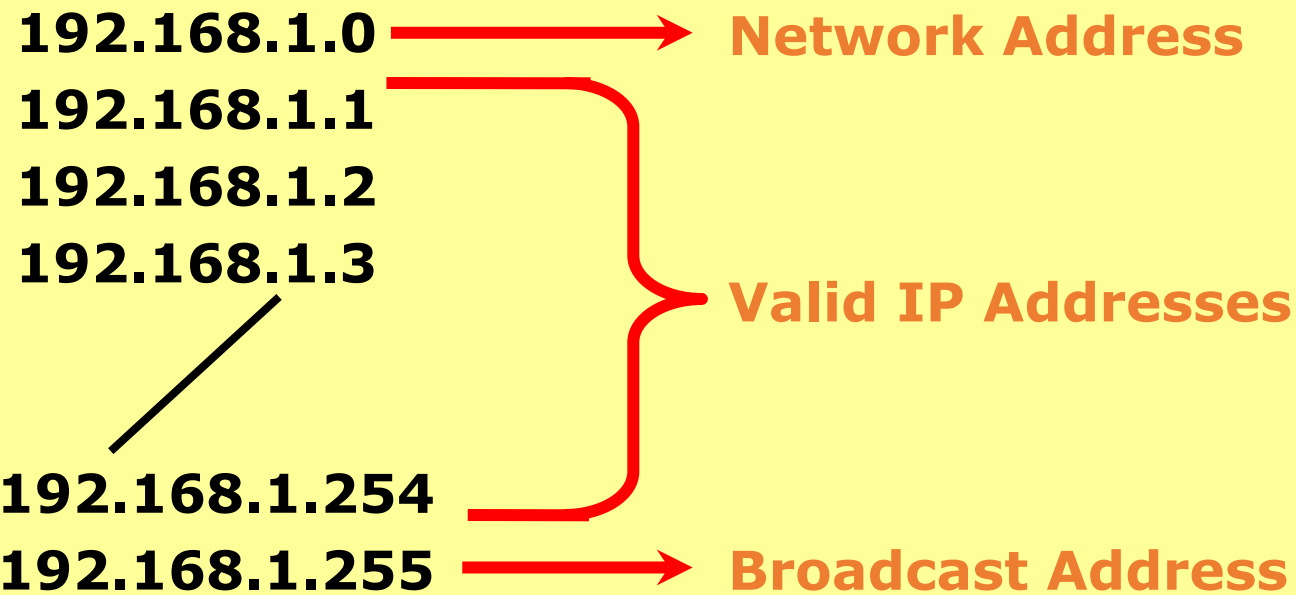 192.168.1.0 Network Address
192.168.1.1
192.168.1.2
192.168.1.3
Valid IP Addresses
192.168.1.254
192.168.1.255 Broadcast Address